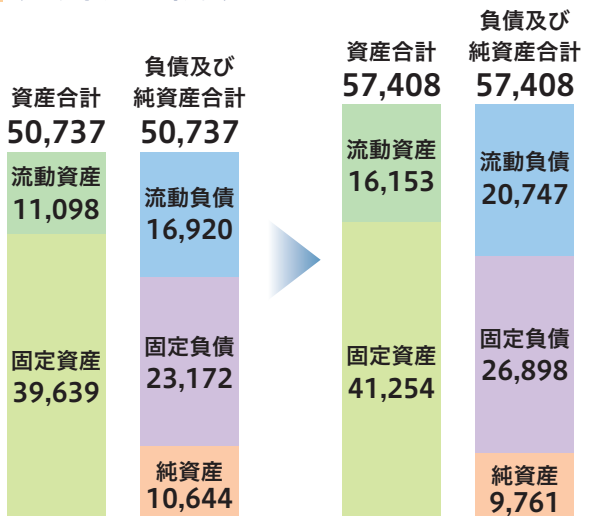 資産合計
50,737
流動資産
11,098
固定資産
39,639
負債及び
純資産合計
50,737
流動負債
16,920
固定負債
23,172
純資産
10,644
資産合計
57,408
流動資産
16,153
固定資産
41,254
負債及び
純資産合計
57,408
流動負債
20,747
固定負債
26,898
純資産
9,761